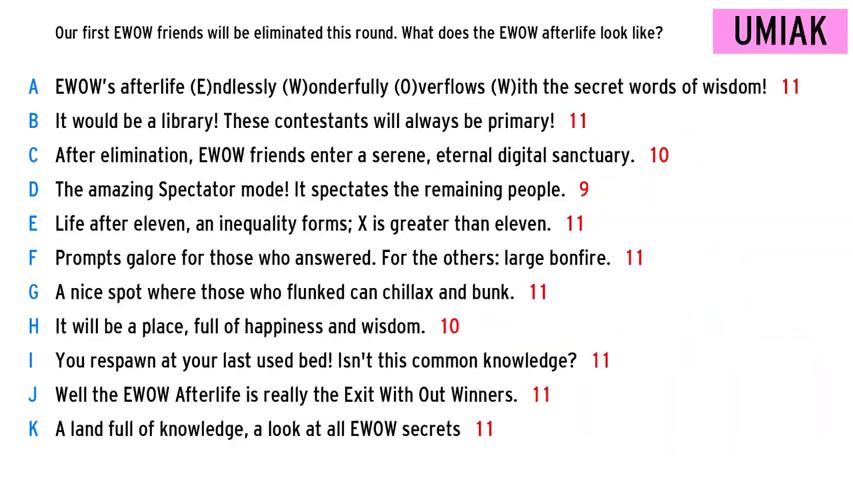 Our first EWOW friends will be eliminated this round. What does the EWOW afterlife look like?
UMIAK
A EWOW's afterlife (E)ndlessly (W)onderfully (O)verflows (W)ith the secret words of wisdom! 11
B It would be a library! These contestants will always be primary! 11
C After elimination, EWOW friends enter a serene, eternal digital sanctuary. 10
D The amazing Spectator mode! It spectates the remaining people. 9
E Life after eleven, an inequality forms; X is greater than eleven. 11
F Prompts galore for those who answered. For the others: large bonfire. 11
G A nice spot where those who flunked can chillax and bunk. 11
H It will be a place, full of happiness and wisdom. 10
I You respawn at your last used bed! Isn't this common knowledge? 11
J Well the EWOW Afterlife is really the Exit With Out Winners. 11
K A land full of knowledge, a look at all EWOW secrets 11